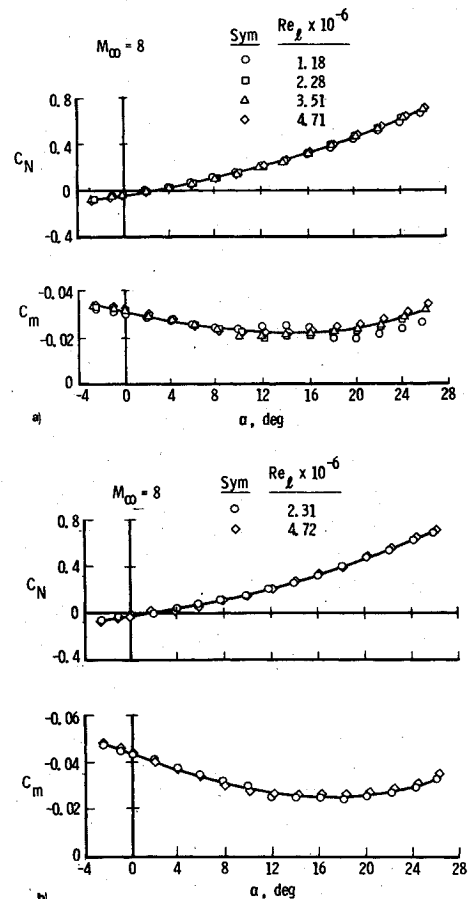 M∞ = 8
Sym Reℓ x 10⁻⁶
1.18
2.28
3.51
4.71
0.8
0.4
C_N
0
-0.4
-0.04
C_m
-0.02
0
-4 0 4 8 12 16 20 24 28
a) α, deg
M∞ = 8
Sym Reℓ x 10⁻⁶
2.31
4.72
0.8
C_N
0.4
0
-0.4
-0.06
-0.04
C_m
-0.02
0
-4 0 4 8 12 16 20 24 28
b) α, deg